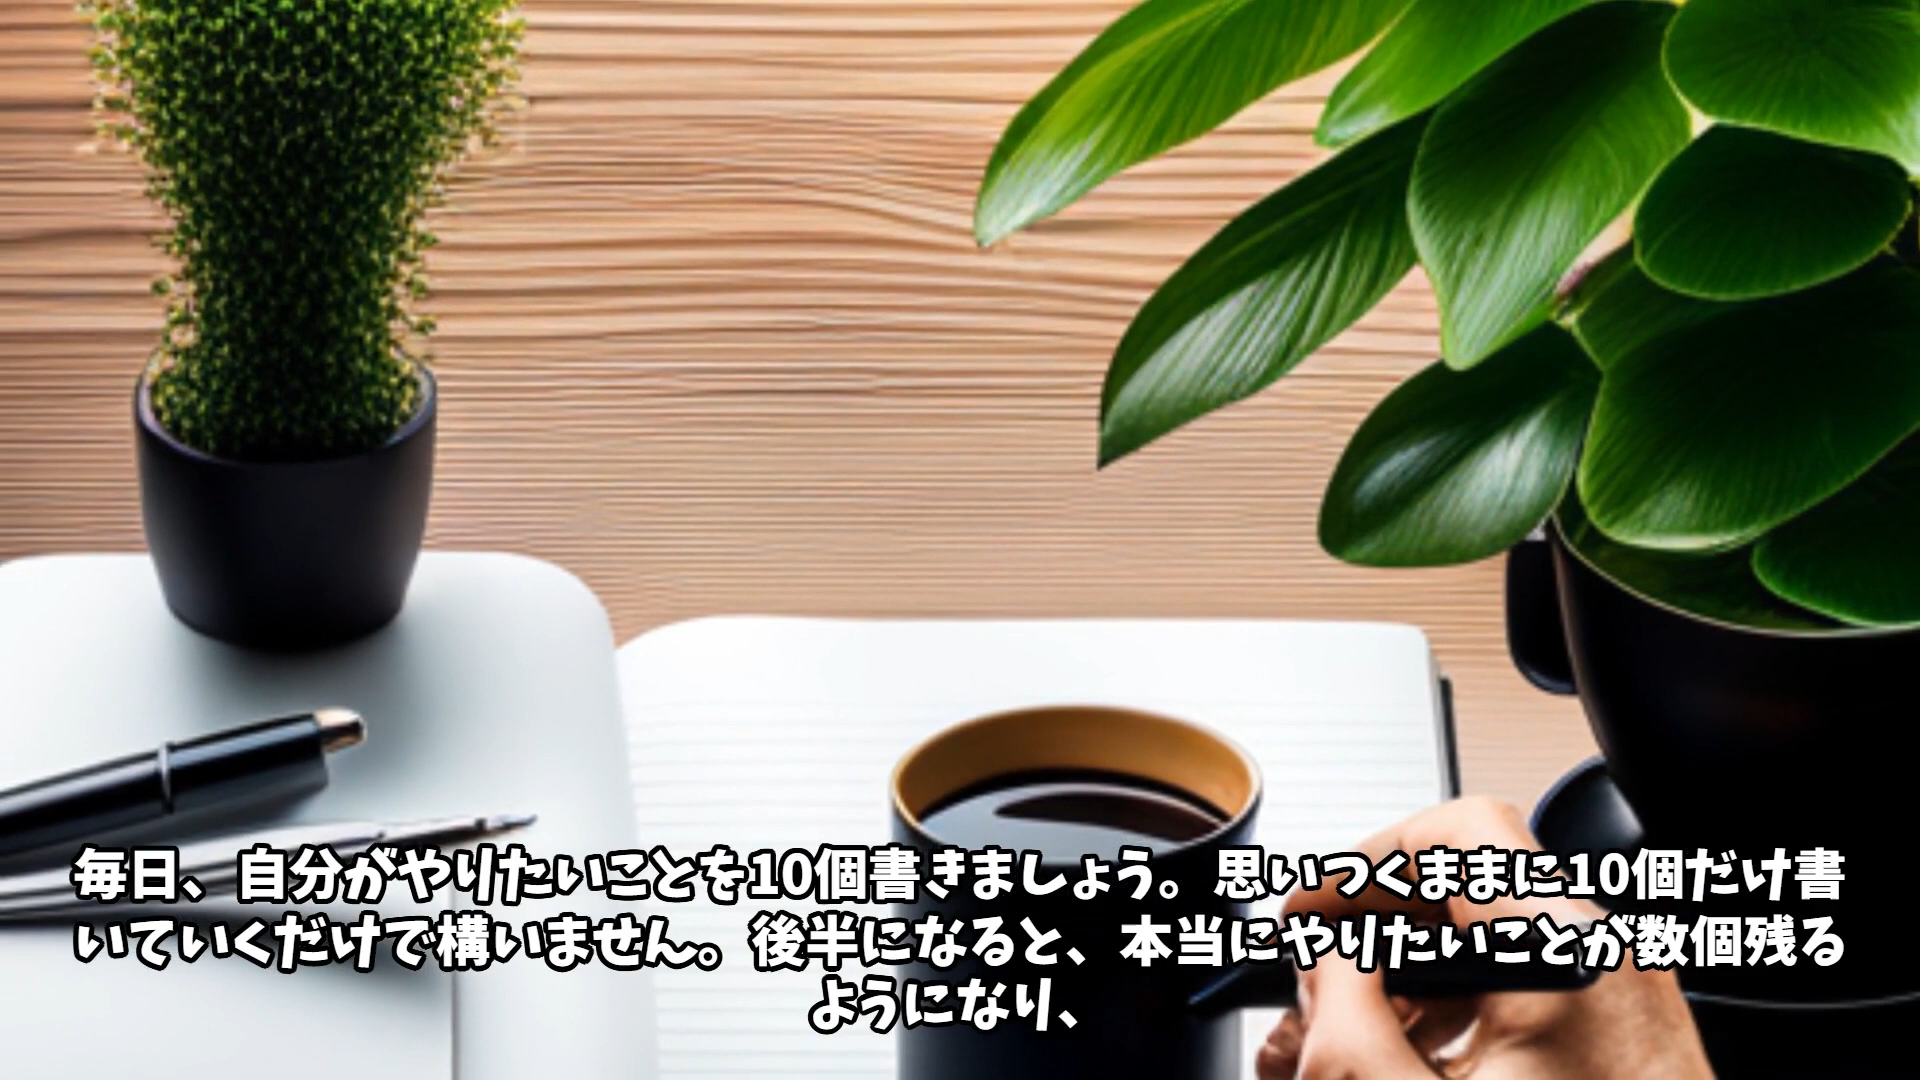 毎日、自分がやりたいことを10個書きましょう。思いつくままに10個だけ書
いていくだけで構いません。後半になると、本当にやりたいことが数個残る
ようになり、